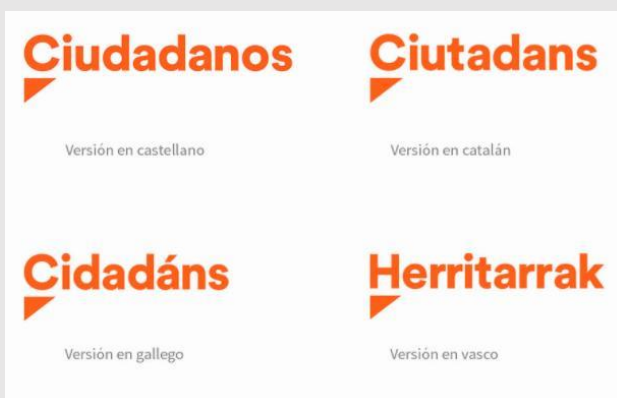 Ciudadanos
Versión en castellano
Ciutadans
Versión en catalán
Cidadáns
Versión en gallego
Herritarrak
Versión en vasco